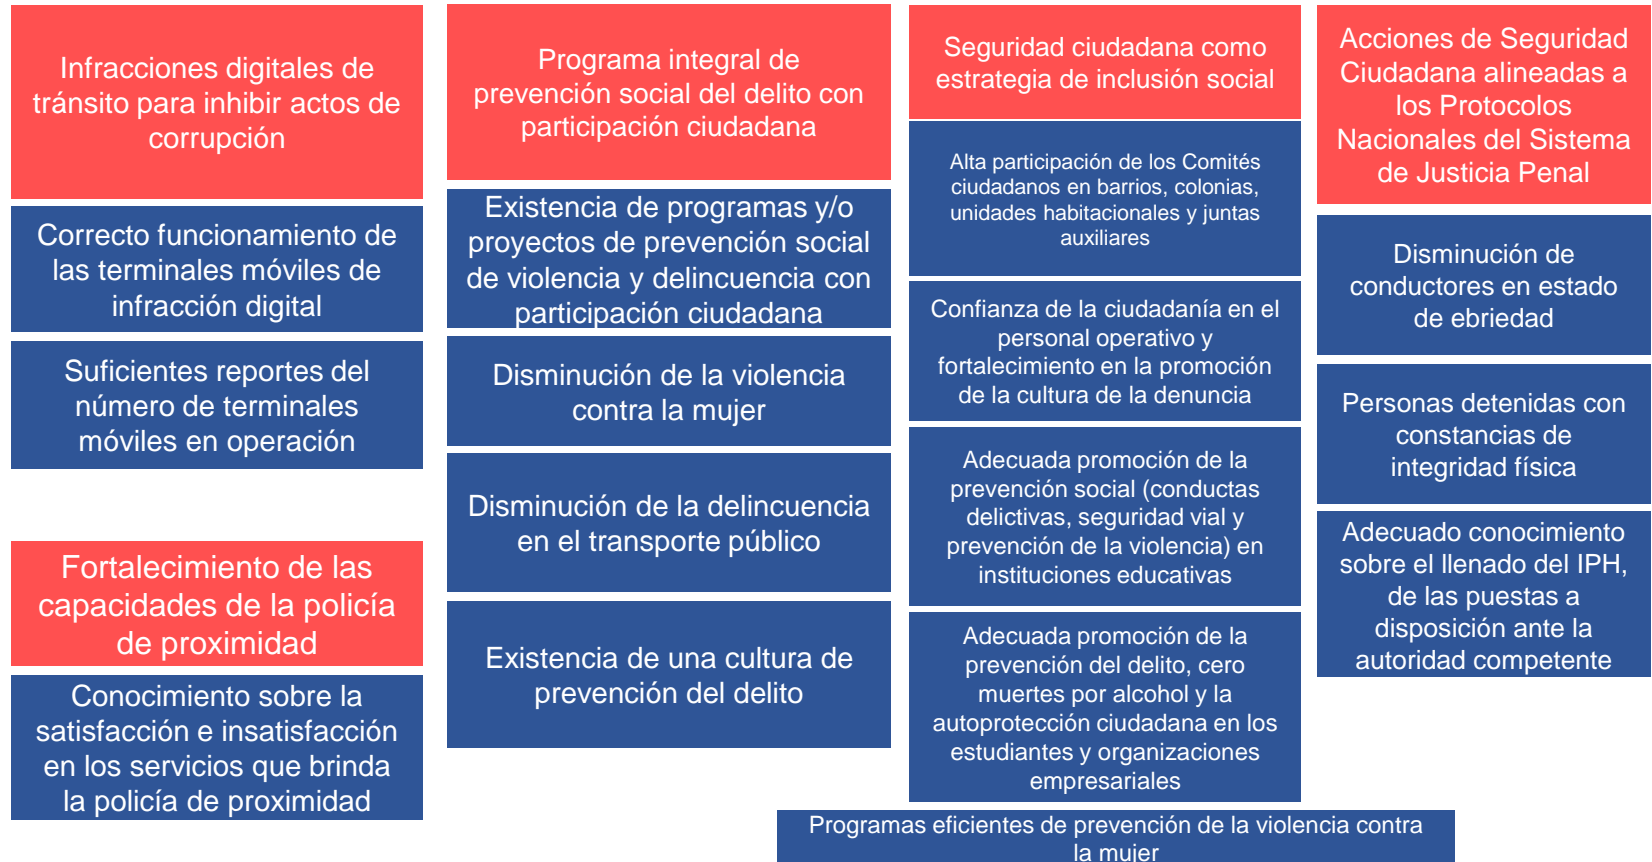 Infracciones digitales de
tránsito para inhibir actos de
corrupción
Correcto funcionamiento de
las terminales móviles de
infracción digital
Suficientes reportes del
número de terminales
móviles en operación
Fortalecimiento de las
capacidades de la policía
de proximidad
Conocimiento sobre la
satisfacción e insatisfacción
en los servicios que brinda
la policía de proximidad
Programa integral de
prevención social del delito con
participación ciudadana
Existencia de programas y/o
proyectos de prevención social
de violencia y delincuencia con
participación ciudadana
Disminución de la violencia
contra la mujer
Disminución de la delincuencia
en el transporte público
Existencia de una cultura de
prevención del delito
Seguridad ciudadana como
estrategia de inclusión social
Alta participación de los Comités
ciudadanos en barrios, colonias,
unidades habitacionales y juntas
auxiliares
Confianza de la ciudadanía en el
personal operativo y
fortalecimiento en la promoción
de la cultura de la denuncia
Adecuada promoción de la
prevención social (conductas
delictivas, seguridad vial y
prevención de la violencia) en
instituciones educativas
Adecuada promoción de la
prevención del delito, cero
muertes por alcohol y la
autoprotección ciudadana en los
estudiantes y organizaciones
empresariales
Programas eficientes de prevención de la violencia contra
la mujer
Acciones de Seguridad
Ciudadana alineadas a
los Protocolos
Nacionales del Sistema
de Justicia Penal
Disminución de
conductores en estado
de ebriedad
Personas detenidas con
constancias de
integridad física
Adecuado conocimiento
sobre el llenado del IPH,
de las puestas a
disposición ante la
autoridad competente